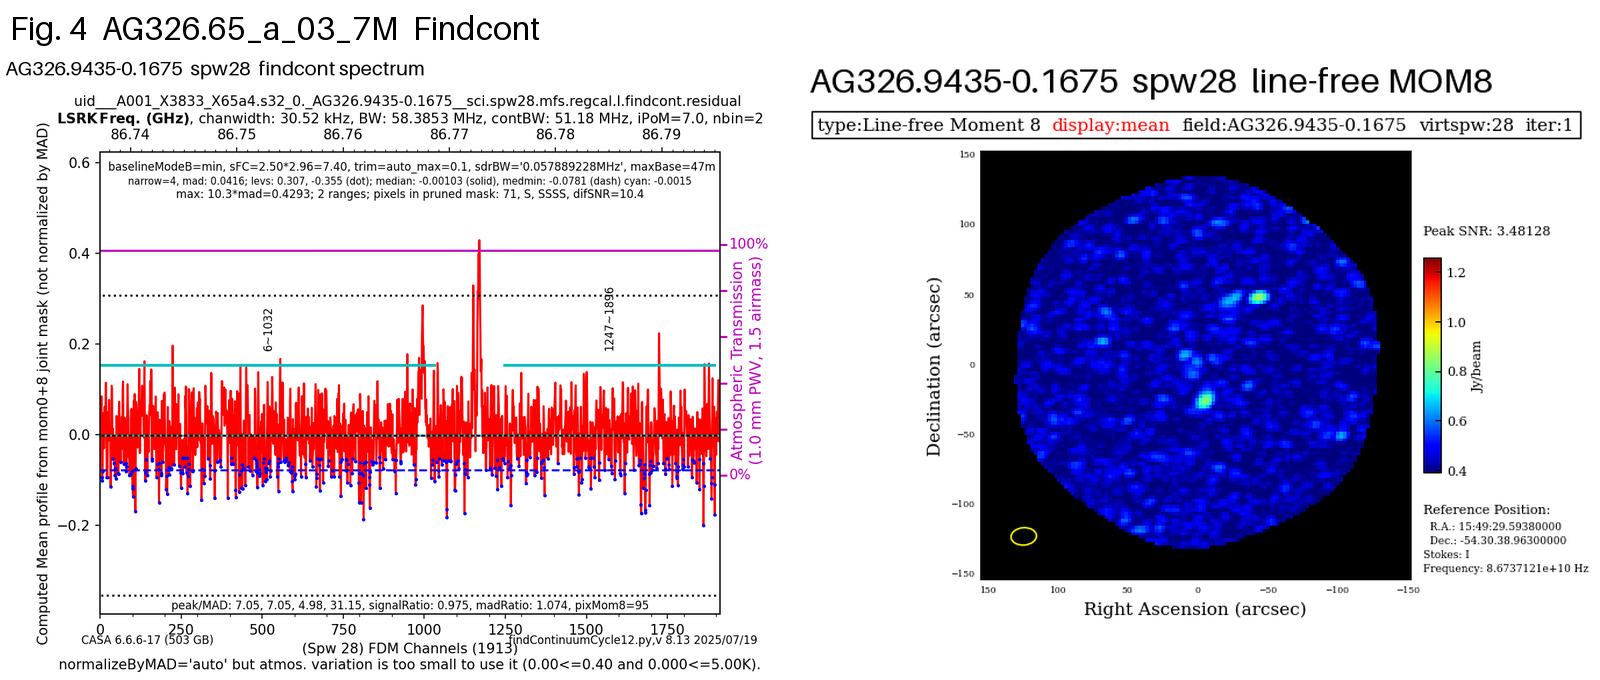 Fig. 4 AG326.65_a_03_7M Findcont
AG326.9435-0.1675 spw28 findcont spectrum
uid___A001_X3833_X65a4.s32_0._AG326.9435-0.1675__sci.spw28.mfs.regcal.I.findcont.residual
LSRKFreq. (GHz), chanwidth: 30.52 kHz, BW: 58.3853 MHz, contBW: 51.18 MHz, iPoM=7.0, nbin=2
86.74 86.75 86.76 86.77 86.78 86.79
baselineModeB=min, sFC=2.50*2.96=7.40, trim=auto_max=0.1, sdrBW='0.057889228MHz', maxBase=47m
narrow=4, mad: 0.0416; levs: 0.307, -0.355 (dot); median: -0.00103 (solid), medmin: -0.0781 (dash) cyan: -0.0015
max: 10.3*mad=0.4293; 2 ranges; pixels in pruned mask: 71, S, SSSS, difSNR=10.4
Computed Mean profile from mom0+8 joint mask (not normalized by MAD)
0.6
0.4
0.2
0.0
−0.2
6~1032
1247~1896
100%
0%
Atmospheric Transmission
(1.0 mm PWV, 1.5 airmass)
peak/MAD: 7.05, 7.05, 4.98, 31.15, signalRatio: 0.975, madRatio: 1.074, pixMom8=95
0 250 500 750 1000 1250 1500 1750
CASA 6.6.6-17 (503 GB)
findContinuumCycle12.py,v 8.13 2025/07/19
(Spw 28) FDM Channels (1913)
normalizeByMAD='auto' but atmos. variation is too small to use it (0.00<=0.40 and 0.000<=5.00K).
AG326.9435-0.1675 spw28 line-free MOM8
type:Line-free Moment 8 display:mean field:AG326.9435-0.1675 virtspw:28 iter:1
150
100
50
0
−50
−100
−150
Declination (arcsec)
150 100 50 0 −50 −100 −150
Right Ascension (arcsec)
Peak SNR: 3.48128
1.2
1.0
0.8
0.6
0.4
Jy/beam
Reference Position:
R.A.: 15:49:29.59380000
Dec.: -54.30.38.96300000
Stokes: I
Frequency: 8.6737121e+10 Hz